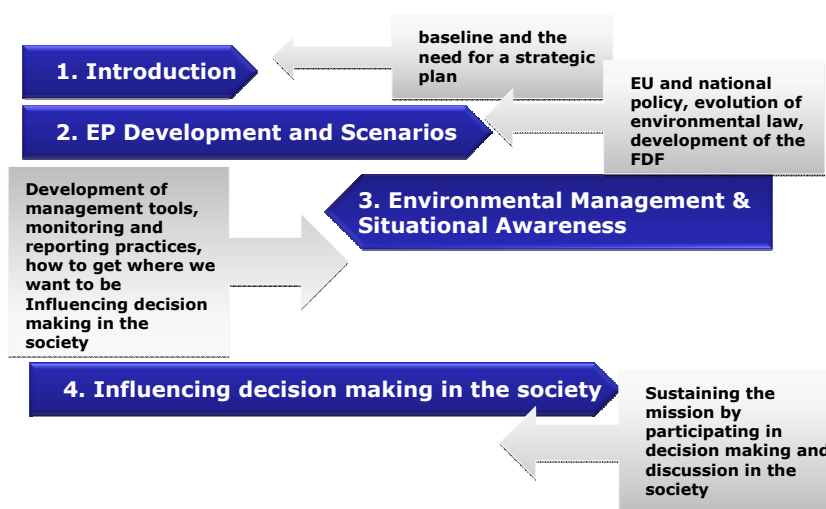 baseline and the
need for a strategic
plan
1. Introduction
EU and national
policy, evolution of
environmental law,
development of the
FDF
2. EP Development and Scenarios
Development of
management tools,
monitoring and
reporting practices,
how to get where we
want to be
Influencing decision
making in the
society
3. Environmental Management &
Situational Awareness
4. Influencing decision making in the society
Sustaining the
mission by
participating in
decision making and
discussion in the
society